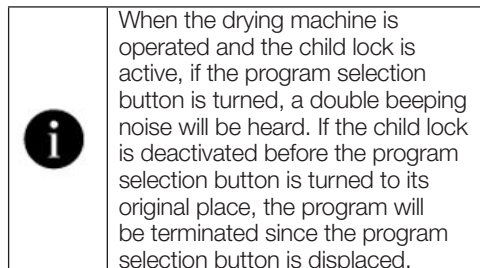 When the drying machine is
operated and the child lock is
active, if the program selection
button is turned, a double beeping
noise will be heard. If the child lock
is deactivated before the program
selection button is turned to its
original place, the program will
be terminated since the program
selection button is displaced.